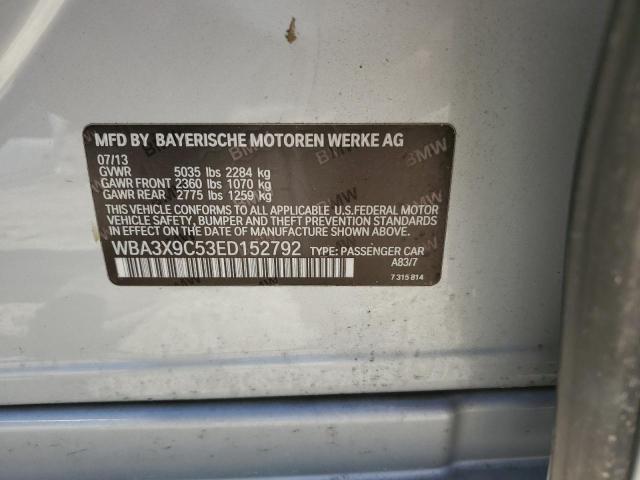 MFD BY BAYERISCHE MOTOREN WERKE AG
07/13
GVWR 5035 lbs 2284 kg
GAWR FRONT 2360 lbs 1070 kg
GAWR REAR 2775 lbs 1259 kg
THIS VEHICLE CONFORMS TO ALL APPLICABLE U.S.FEDERAL MOTOR
VEHICLE SAFETY, BUMPER AND THEFT PREVENTION STANDARDS
IN EFFECT ON THE DATE OF MANUFACTURE SHOWN ABOVE.
WBA3X9C53ED152792 TYPE: PASSENGER CAR
A83/7
7 315 814